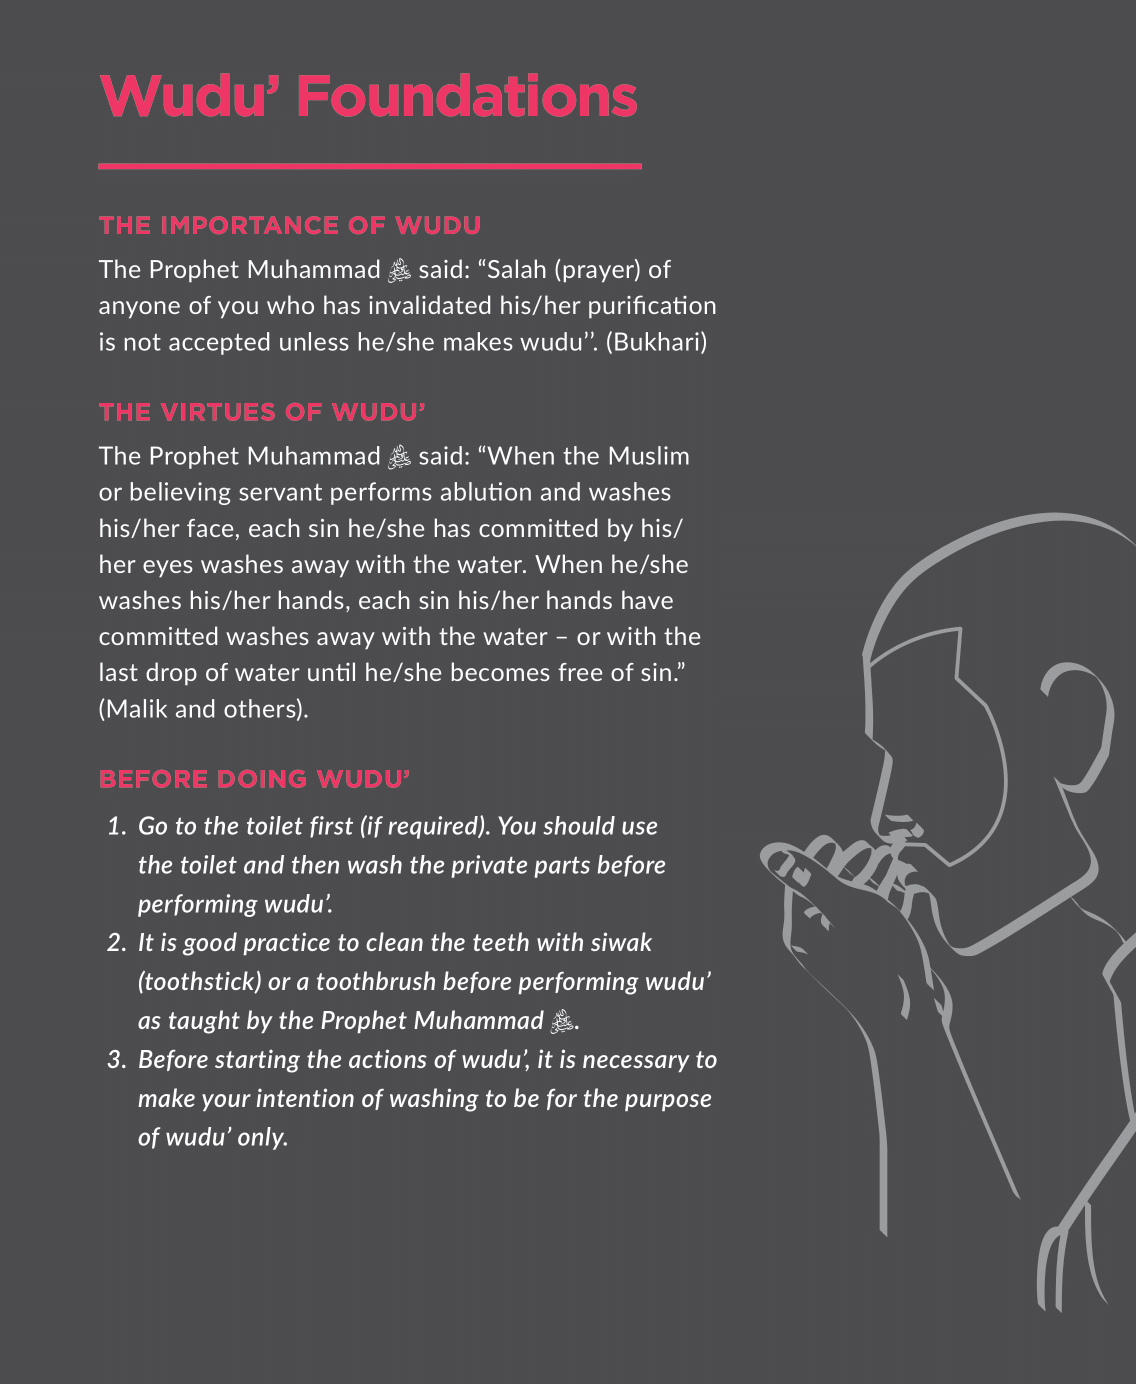 Wudu’ Foundations
THE IMPORTANCE OF WUDU
The Prophet Muhammad ﷺ said: “Salah (prayer) of
anyone of you who has invalidated his/her purification
is not accepted unless he/she makes wudu’’. (Bukhari)
THE VIRTUES OF WUDU’
The Prophet Muhammad ﷺ said: “When the Muslim
or believing servant performs ablution and washes
his/her face, each sin he/she has committed by his/
her eyes washes away with the water. When he/she
washes his/her hands, each sin his/her hands have
committed washes away with the water – or with the
last drop of water until he/she becomes free of sin.”
(Malik and others).
BEFORE DOING WUDU’
1. Go to the toilet first (if required). You should use
the toilet and then wash the private parts before
performing wudu’.
2. It is good practice to clean the teeth with siwak
(toothstick) or a toothbrush before performing wudu’
as taught by the Prophet Muhammad ﷺ.
3. Before starting the actions of wudu’, it is necessary to
make your intention of washing to be for the purpose
of wudu’ only.